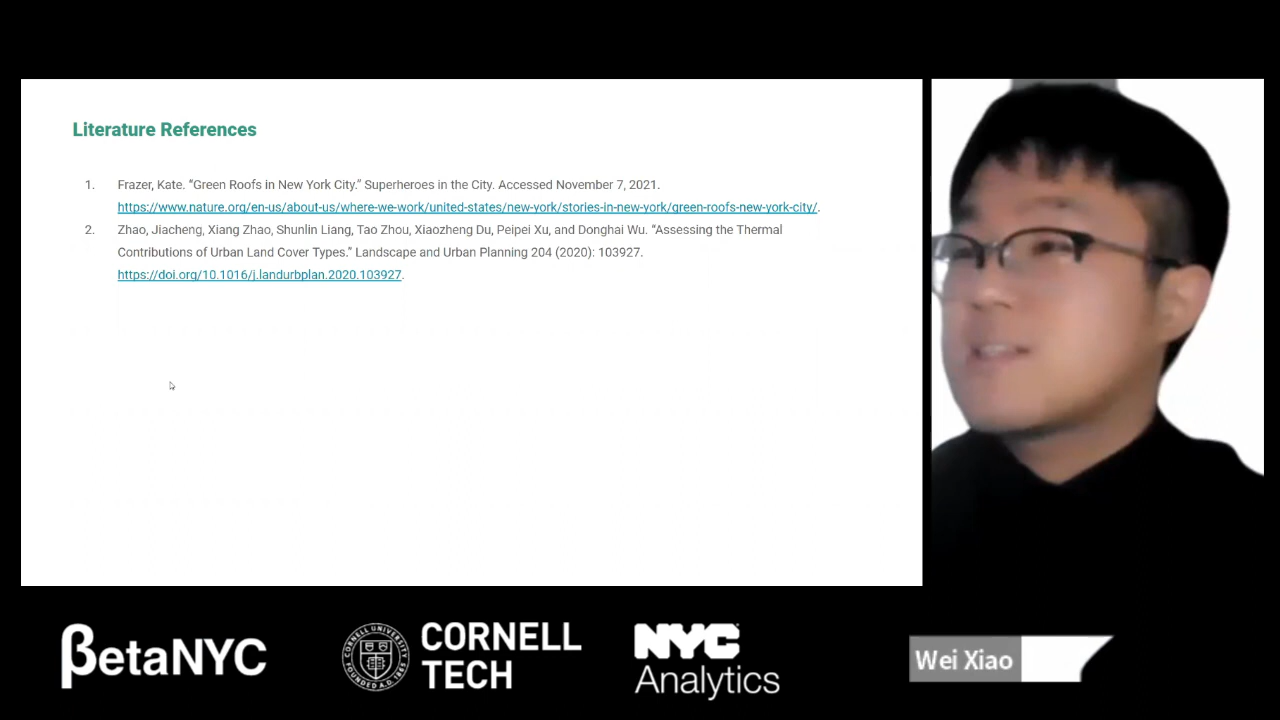 Literature References
1. Frazer, Kate. “Green Roofs in New York City.” Superheroes in the City. Accessed November 7, 2021.
https://www.nature.org/en-us/about-us/where-we-work/united-states/new-york/stories-in-new-york/green-roofs-new-york-city/.
2. Zhao, Jiacheng, Xiang Zhao, Shunlin Liang, Tao Zhou, Xiaozheng Du, Peipei Xu, and Donghai Wu. “Assessing the Thermal
Contributions of Urban Land Cover Types.” Landscape and Urban Planning 204 (2020): 103927.
https://doi.org/10.1016/j.landurbplan.2020.103927.
βetaNYC
CORNELL UNIVERSITY
FOUNDED A.D. 1865
CORNELL
TECH
NYC
Analytics
Wei Xiao